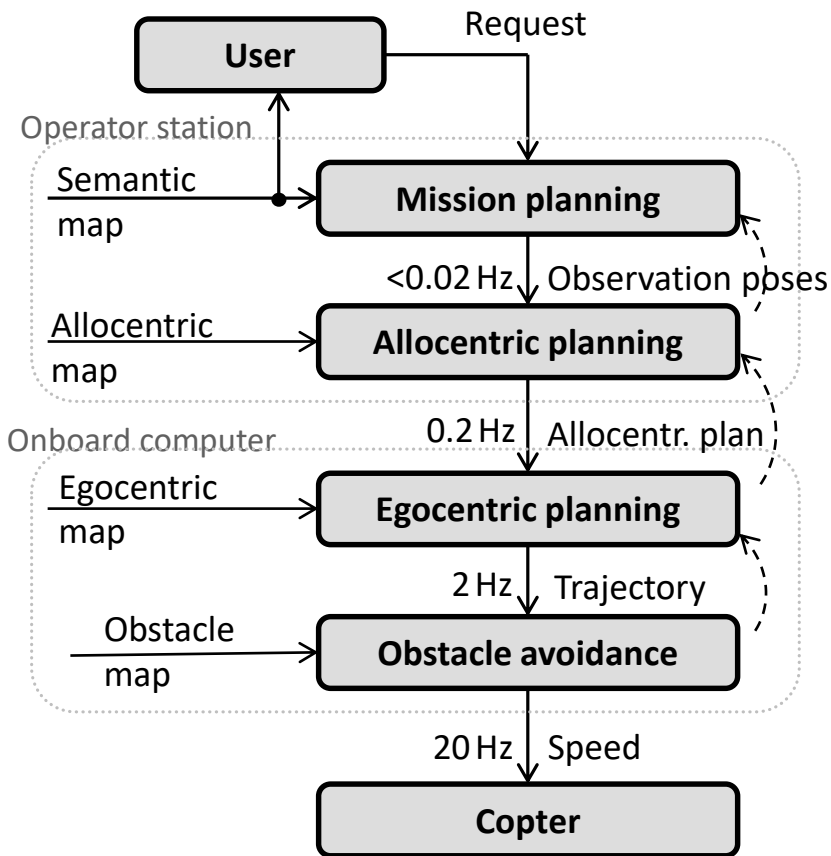 Request
User
Operator station
Semantic
map
Mission planning
<0.02 Hz
Observation poses
Allocentric
map
Allocentric planning
0.2 Hz
Allocentr. plan
Onboard computer
Egocentric
map
Egocentric planning
2 Hz
Trajectory
Obstacle
map
Obstacle avoidance
20 Hz
Speed
Copter